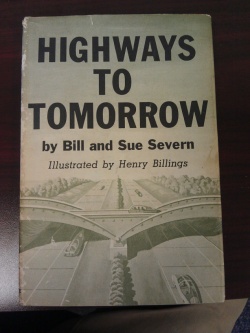 HIGHWAYS
TO
TOMORROW
by Bill and Sue Severn
Illustrated by Henry Billings